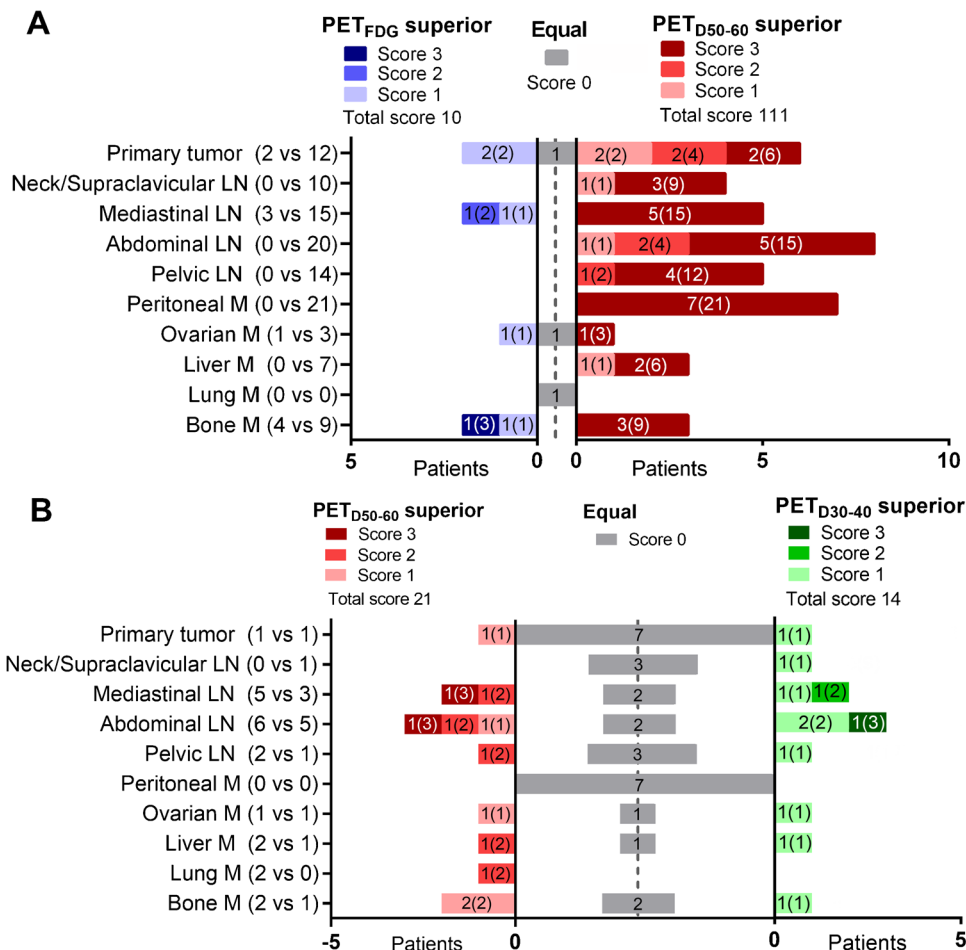 A
PET_FDG superior
Score 3
Score 2
Score 1
Total score 10
Equal
Score 0
PET_D50-60 superior
Score 3
Score 2
Score 1
Total score 111
Primary tumor (2 vs 12) 2(2) 1 2(2) 2(4) 2(6)
Neck/Supraclavicular LN (0 vs 10) 1(1) 3(9)
Mediastinal LN (3 vs 15) 1(2) 1(1) 5(15)
Abdominal LN (0 vs 20) 1(1) 2(4) 5(15)
Pelvic LN (0 vs 14) 1(2) 4(12)
Peritoneal M (0 vs 21) 7(21)
Ovarian M (1 vs 3) 1(1) 1 1(3)
Liver M (0 vs 7) 1(1) 2(6)
Lung M (0 vs 0) 1
Bone M (4 vs 9) 1(3) 1(1) 3(9)
5 Patients 0 0 Patients 5 10
B
PET_D50-60 superior
Score 3
Score 2
Score 1
Total score 21
Equal
Score 0
PET_D30-40 superior
Score 3
Score 2
Score 1
Total score 14
Primary tumor (1 vs 1) 1(1) 7 1(1)
Neck/Supraclavicular LN (0 vs 1) 3 1(1)
Mediastinal LN (5 vs 3) 1(3) 1(2) 2 1(1) 1(2)
Abdominal LN (6 vs 5) 1(3) 1(2) 1(1) 2 2(2) 1(3)
Pelvic LN (2 vs 1) 1(2) 3 1(1)
Peritoneal M (0 vs 0) 7
Ovarian M (1 vs 1) 1(1) 1 1(1)
Liver M (2 vs 1) 1(2) 1 1(1)
Lung M (2 vs 0) 1(2)
Bone M (2 vs 1) 2(2) 2 1(1)
-5 Patients 0 0 Patients 5